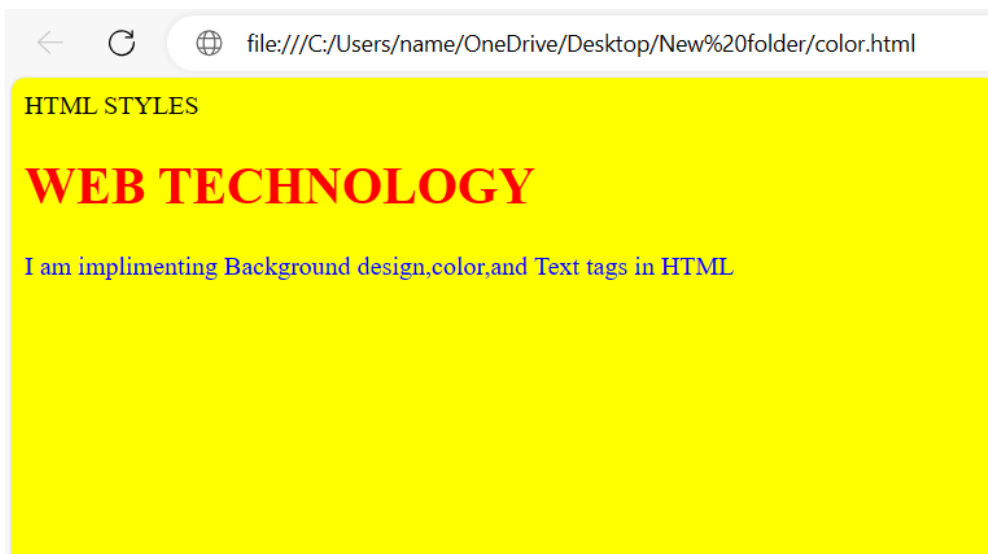 file:///C:/Users/name/OneDrive/Desktop/New%20folder/color.html
HTML STYLES
WEB TECHNOLOGY
I am implimenting Background design,color,and Text tags in HTML